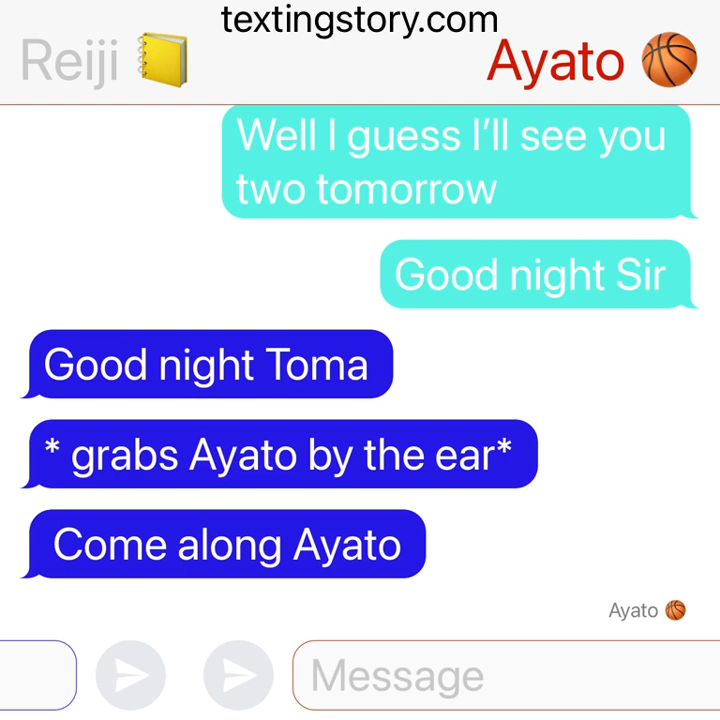 textingstory.com
Reiji 📒 Ayato 🏀
Well I guess I'll see you
two tomorrow
Good night Sir
Good night Toma
* grabs Ayato by the ear*
Come along Ayato
Ayato 🏀
Message